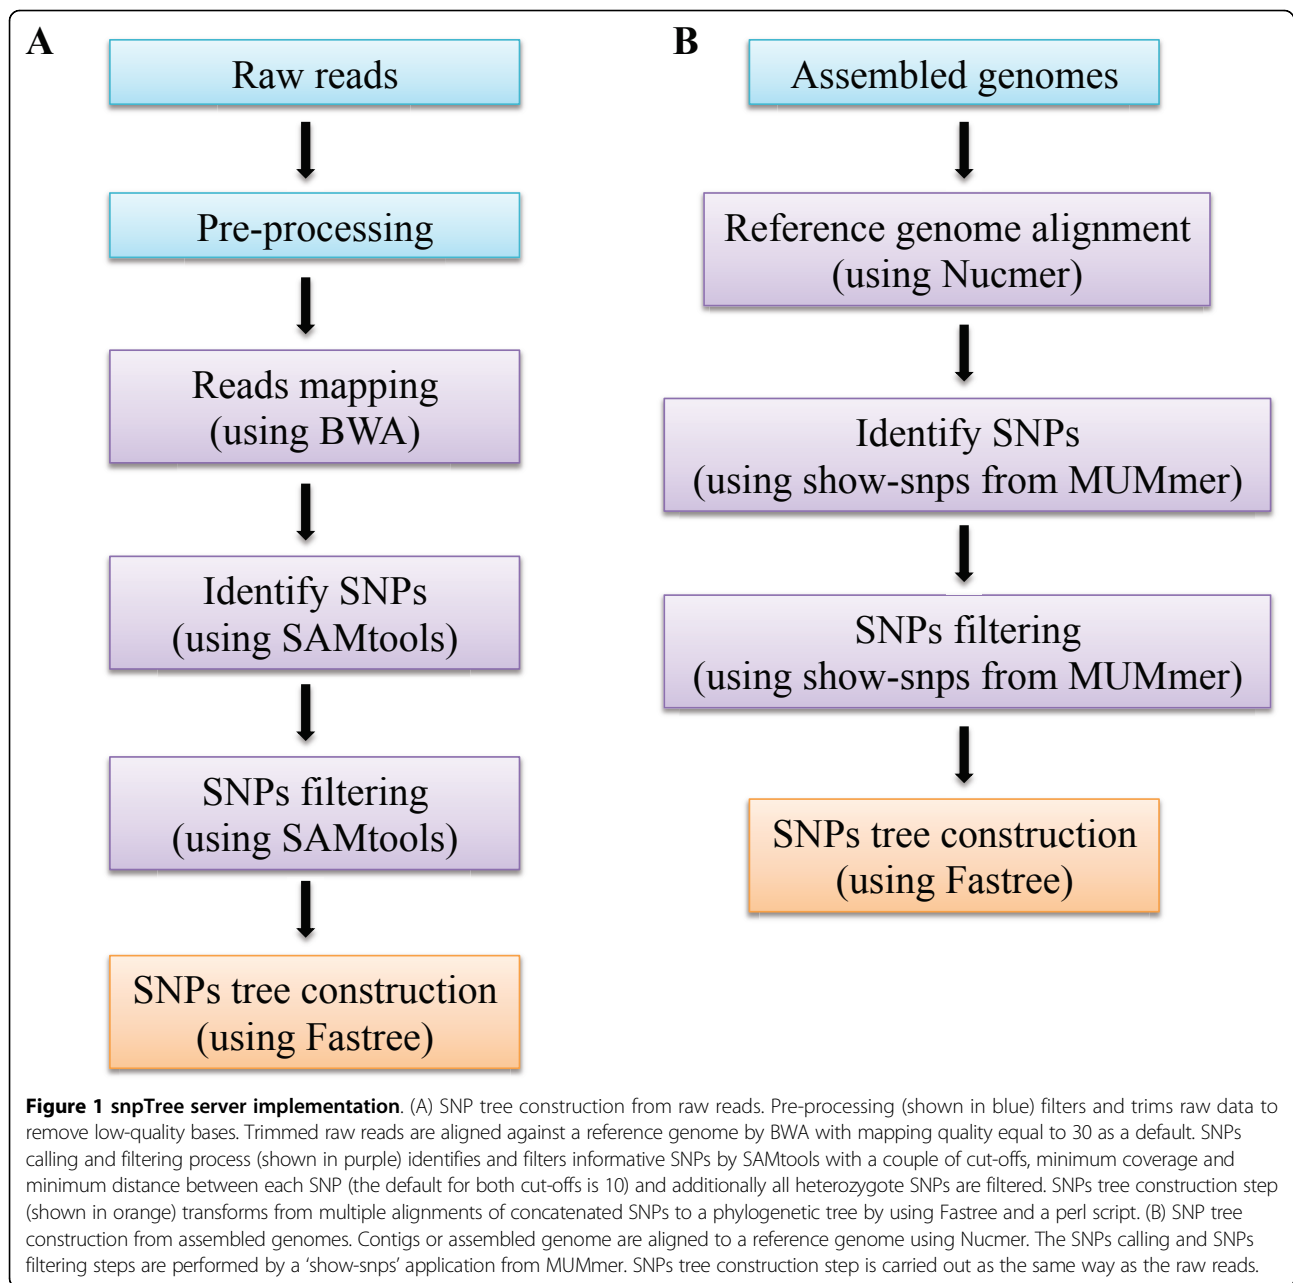 A
Raw reads
Pre-processing
Reads mapping
(using BWA)
Identify SNPs
(using SAMtools)
SNPs filtering
(using SAMtools)
SNPs tree construction
(using Fastree)
B
Assembled genomes
Reference genome alignment
(using Nucmer)
Identify SNPs
(using show-snps from MUMmer)
SNPs filtering
(using show-snps from MUMmer)
SNPs tree construction
(using Fastree)
Figure 1 snpTree server implementation. (A) SNP tree construction from raw reads. Pre-processing (shown in blue) filters and trims raw data to
remove low-quality bases. Trimmed raw reads are aligned against a reference genome by BWA with mapping quality equal to 30 as a default. SNPs
calling and filtering process (shown in purple) identifies and filters informative SNPs by SAMtools with a couple of cut-offs, minimum coverage and
minimum distance between each SNP (the default for both cut-offs is 10) and additionally all heterozygote SNPs are filtered. SNPs tree construction step
(shown in orange) transforms from multiple alignments of concatenated SNPs to a phylogenetic tree by using Fastree and a perl script. (B) SNP tree
construction from assembled genomes. Contigs or assembled genome are aligned to a reference genome using Nucmer. The SNPs calling and SNPs
filtering steps are performed by a ‘show-snps’ application from MUMmer. SNPs tree construction step is carried out as the same way as the raw reads.